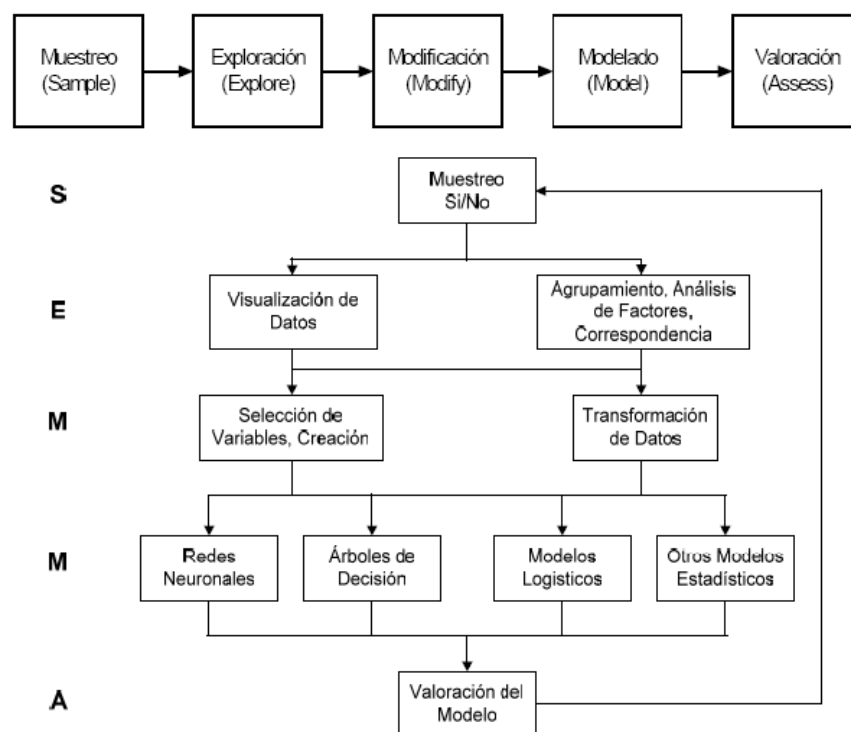 Muestreo
(Sample)
Exploración
(Explore)
Modificación
(Modify)
Modelado
(Model)
Valoración
(Assess)
S
Muestreo
Si/No
E
Visualización de
Datos
Agrupamiento, Análisis
de Factores,
Correspondencia
M
Selección de
Variables, Creación
Transformación
de Datos
M
Redes
Neuronales
Árboles de
Decisión
Modelos
Logisticos
Otros Modelos
Estadísticos
A
Valoración del
Modelo